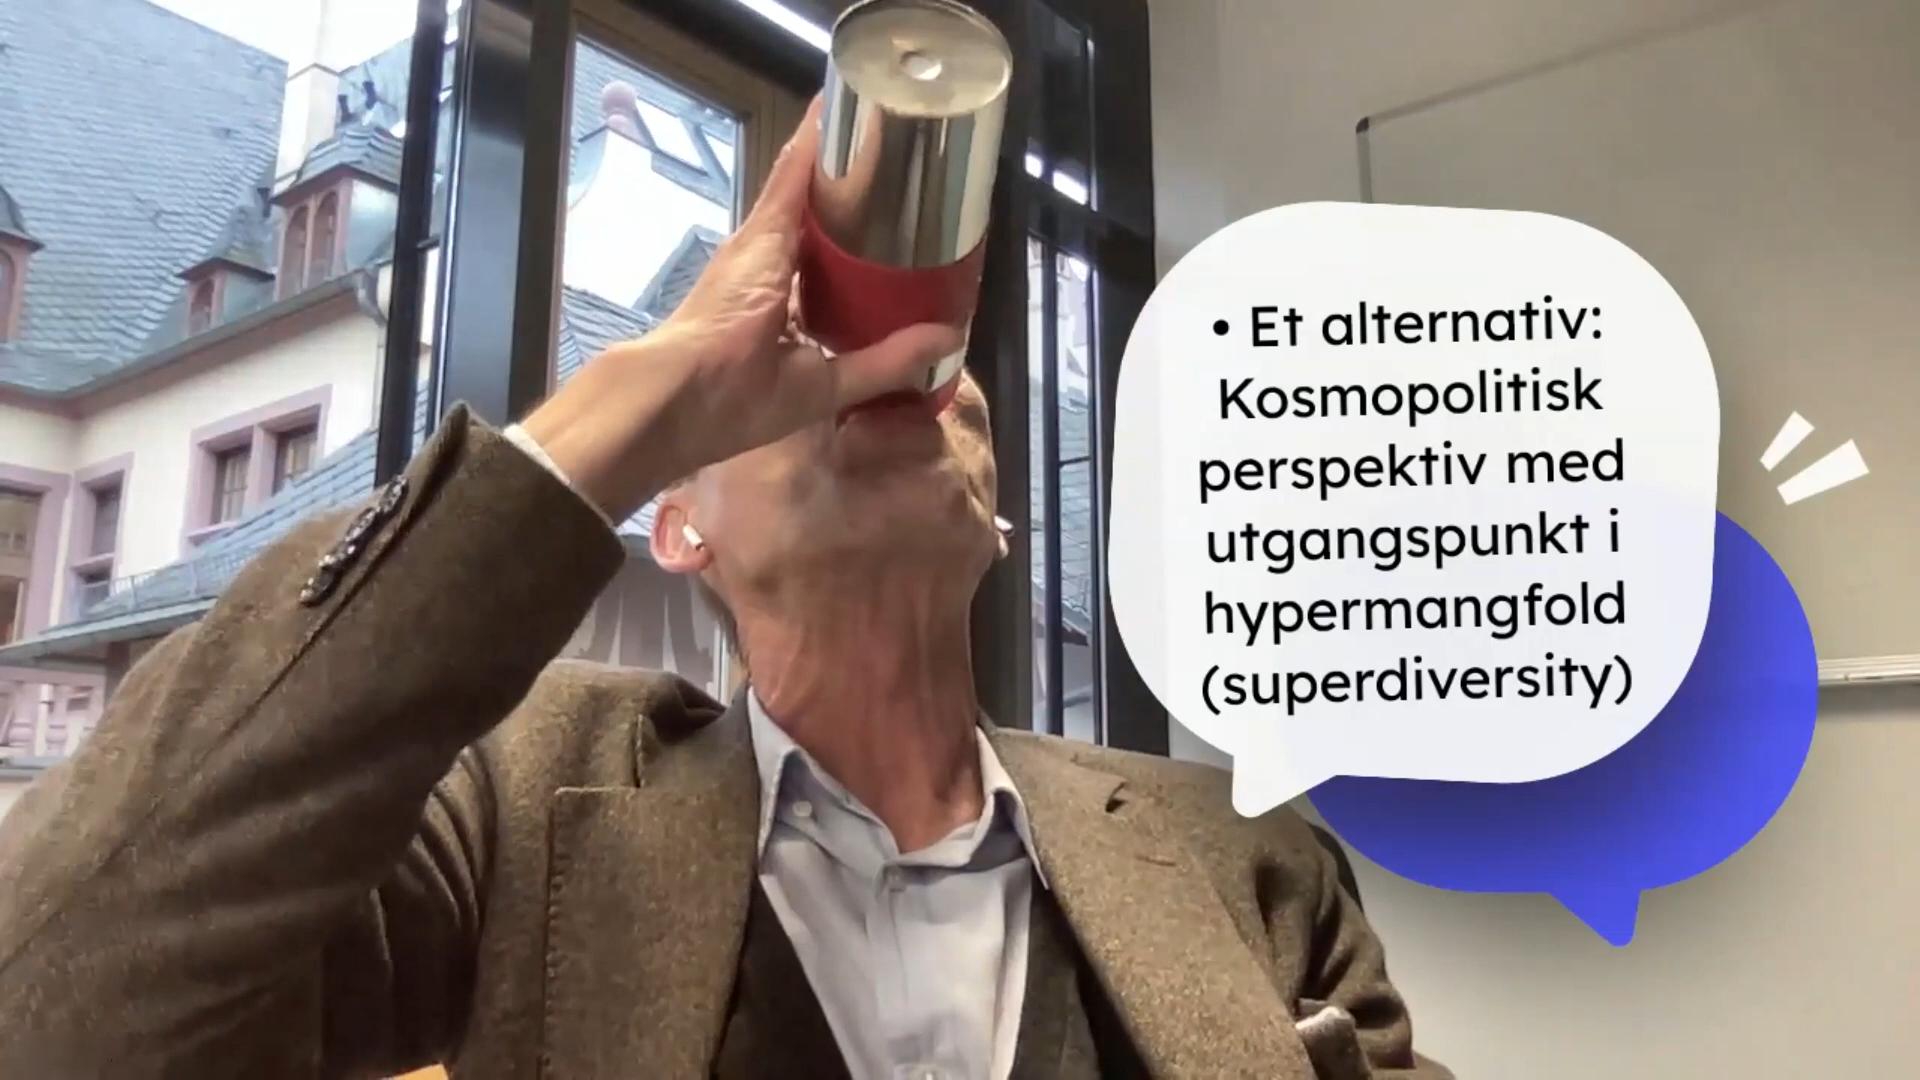 • Et alternativ:
Kosmopolitisk
perspektiv med
utgangspunkt i
hypermangfold
(superdiversity)